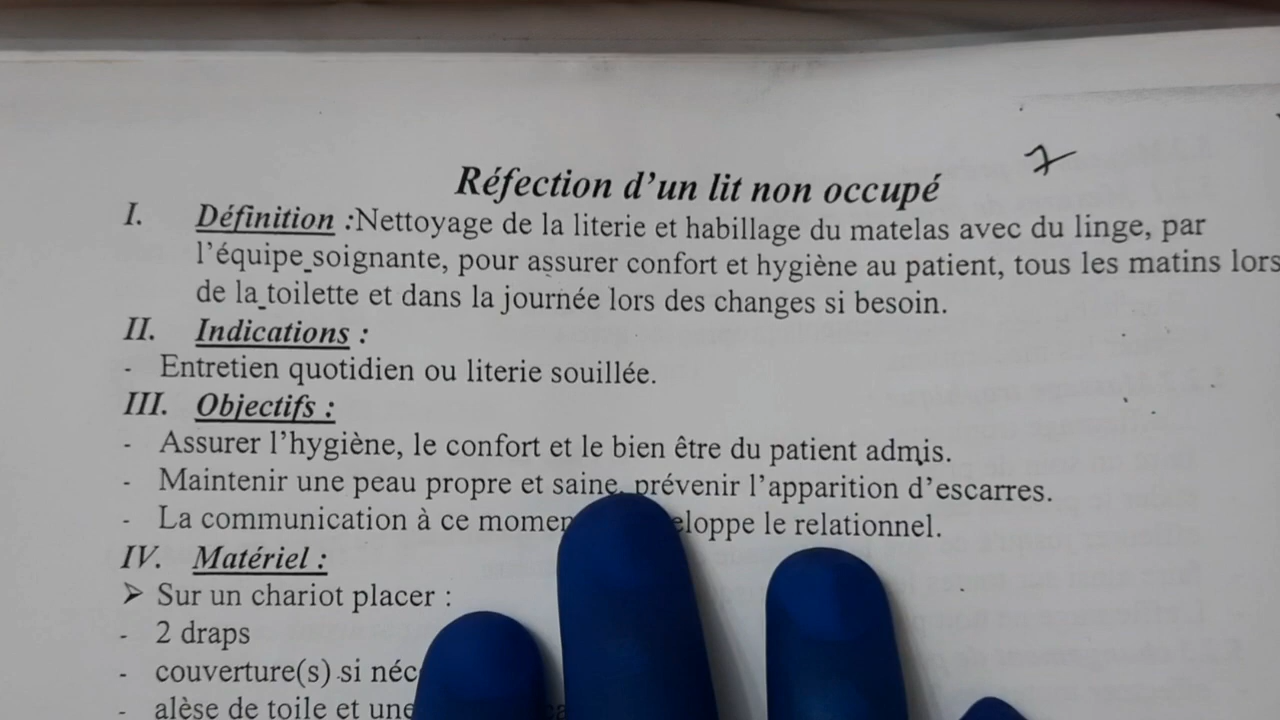 7
Réfection d'un lit non occupé
I. Définition :Nettoyage de la literie et habillage du matelas avec du linge, par
l'équipe soignante, pour assurer confort et hygiène au patient, tous les matins lors
de la toilette et dans la journée lors des changes si besoin.
II. Indications :
- Entretien quotidien ou literie souillée.
III. Objectifs :
- Assurer l'hygiène, le confort et le bien être du patient admis.
- Maintenir une peau propre et saine, prévenir l'apparition d'escarres.
- La communication à ce le relationnel.
IV. Matériel :
➤ Sur un chariot placer :
- 2 draps
- couverture(s) si
- alèse de toile et une